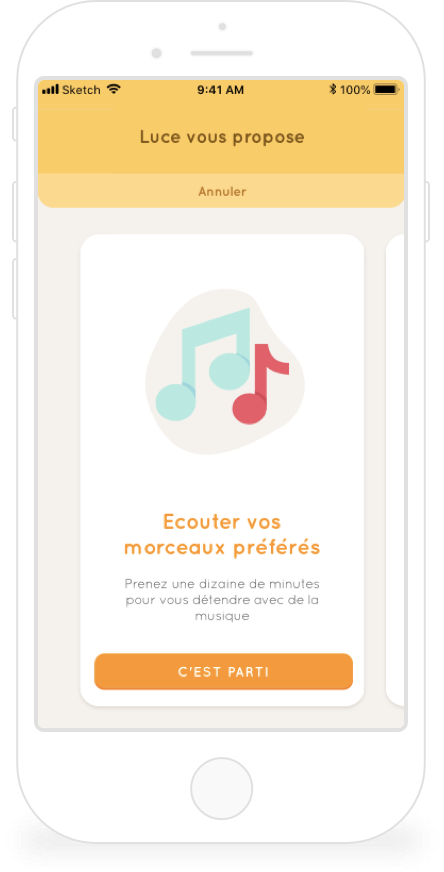 Sketch 9:41 AM 100%
Luce vous propose
Annuler
Ecouter vos
morceaux préférés
Prenez une dizaine de minutes
pour vous détendre avec de la
musique
C'EST PARTI